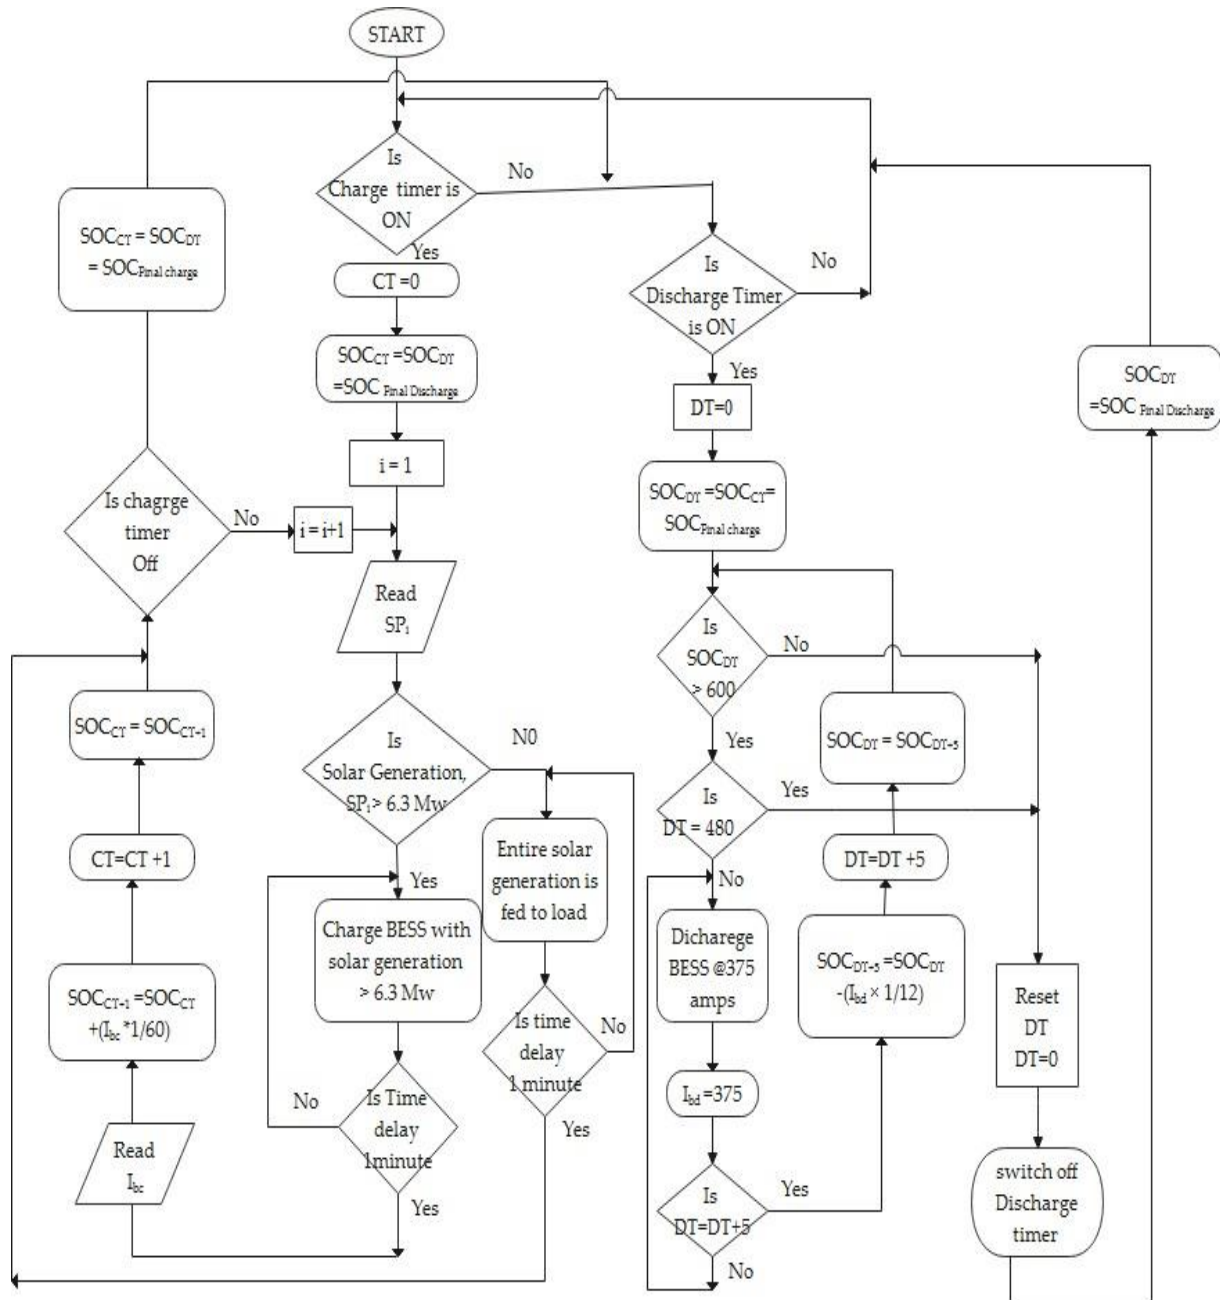 START
Is
Charge timer is
ON
No
Yes
CT =0
SOC_CT =SOC_DT
=SOC Final Discharge
i = 1
i = i+1
Read
SP₁
Is
Solar Generation,
SP₁> 6.3 Mw
N0
Yes
Charge BESS with
solar generation
> 6.3 Mw
Is Time
delay
1minute
No
Yes
Entire solar
generation is
fed to load
Is time
delay
1 minute
No
Yes
Read
I_bc
SOC_CT+1 =SOC_CT
+(I_bc *1/60)
CT=CT +1
SOC_CT = SOC_CT+1
Is chagrge
timer
Off
No
SOC_CT = SOC_DT
= SOC_Final charge
Is
Discharge Timer
is ON
No
Yes
DT=0
SOC_DT =SOC_CT=
SOC_Final charge
Is
SOC_DT
> 600
No
Yes
Is
DT = 480
Yes
No
Dicharege
BESS @375
amps
I_bd =375
Is
DT=DT+5
Yes
No
SOC_DT+5 =SOC_DT
-(I_bd × 1/12)
DT=DT +5
SOC_DT = SOC_DT+5
Reset
DT
DT=0
switch off
Discharge
timer
SOC_DT
=SOC Final Discharge